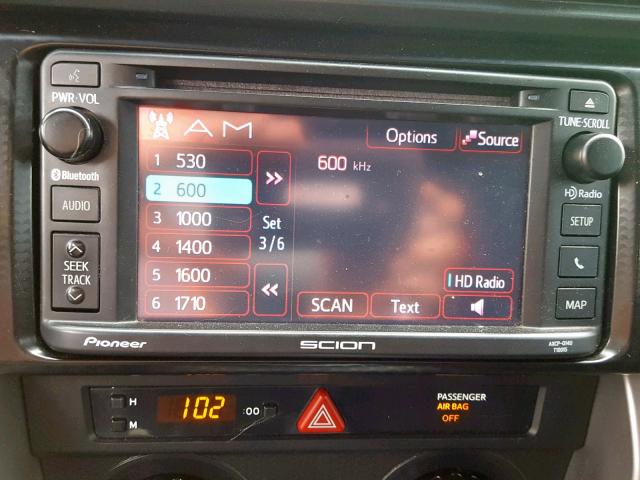 PWR•VOL
Bluetooth
AUDIO
SEEK
TRACK
AM
Options
Source
1 530
2 600
3 1000
4 1400
5 1600
6 1710
Set
3/6
600 kHz
HD Radio
SCAN
Text
TUNE•SCROLL
HD Radio
SETUP
MAP
Pioneer
SCION
H
M
102
:00
PASSENGER
AIR BAG
OFF